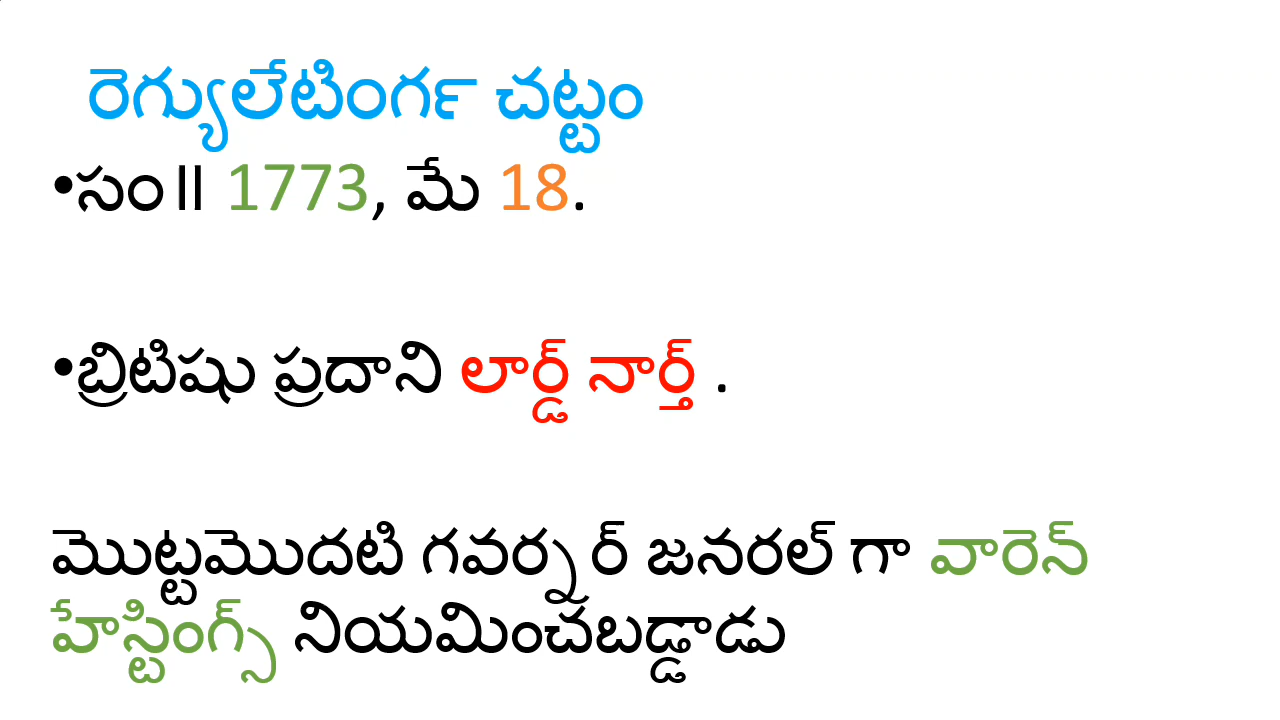 రెగ్యులేటింగ్ చట్టం
•సం॥ 1773, మే 18.
•బ్రిటిషు ప్రదాని లార్డ్ నార్త్ .
మొట్టమొదటి గవర్నర్ జనరల్ గా వారెన్
హేస్టింగ్స్ నియమించబడ్డాడు